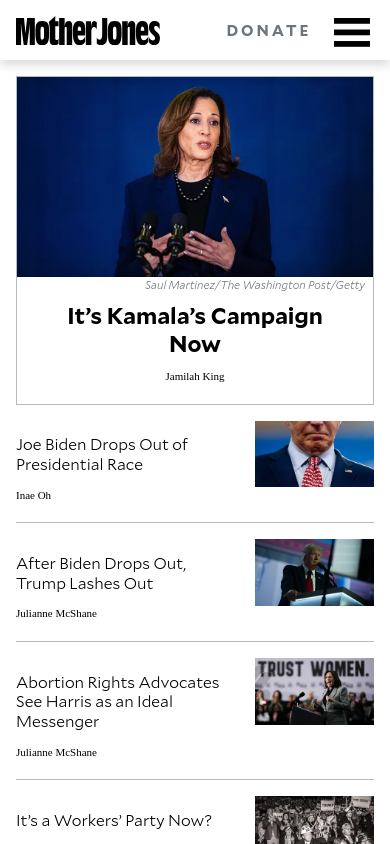 Mother Jones
DONATE
Saul Martinez/The Washington Post/Getty
It's Kamala's Campaign
Now
Jamilah King
Joe Biden Drops Out of
Presidential Race
Inae Oh
After Biden Drops Out,
Trump Lashes Out
Julianne McShane
TRUST WOMEN.
Abortion Rights Advocates
See Harris as an Ideal
Messenger
Julianne McShane
It's a Workers' Party Now?
TRUMP